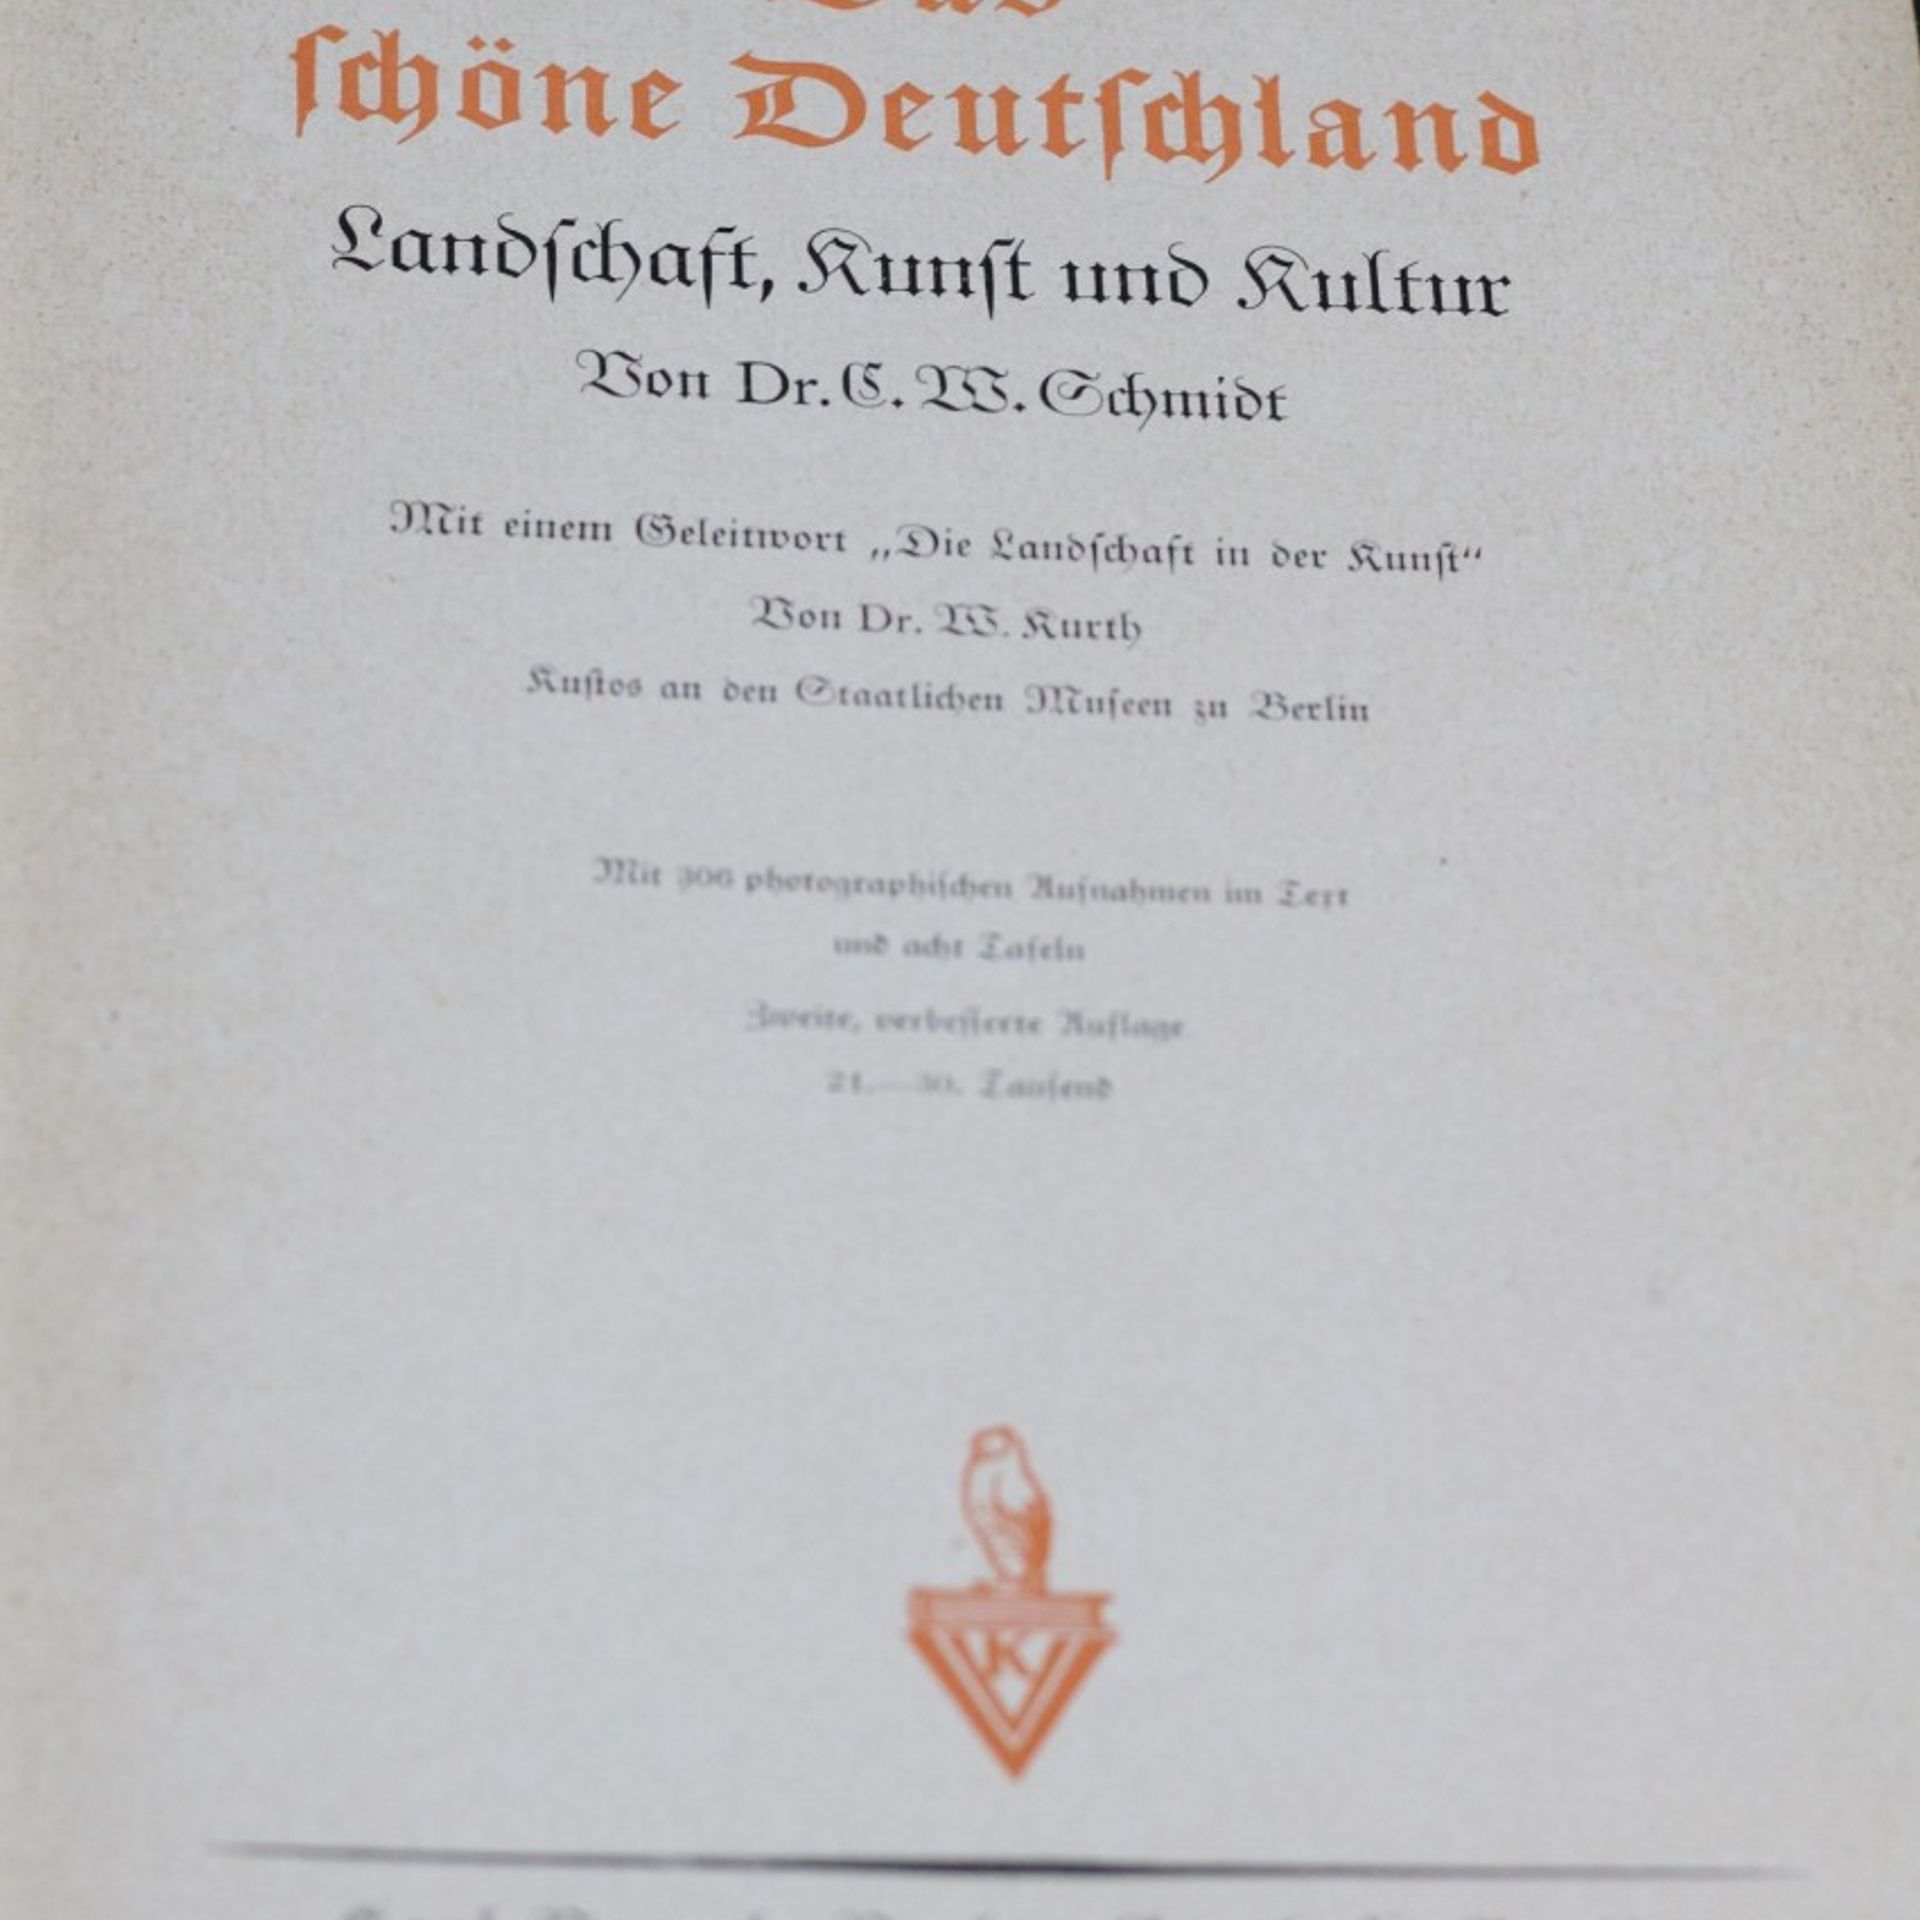 Das
schöne Deutschland
Landschaft, Kunst und Kultur
Von Dr. C. W. Schmidt
Mit einem Geleitwort „Die Landschaft in der Kunst“
Von Dr. W. Kurth
Kustos an den Staatlichen Museen zu Berlin
Mit 306 photographischen Aufnahmen im Text
und acht Tafeln
Zweite, verbesserte Auflage
21.—30. Tausend
K